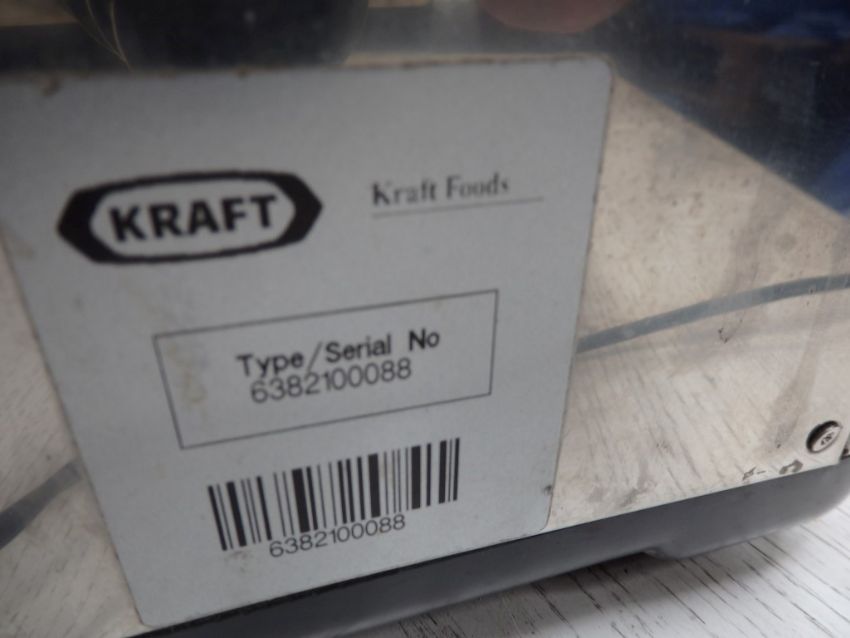 KRAFT
Kraft Foods
Type/Serial No
6382100088
6382100088